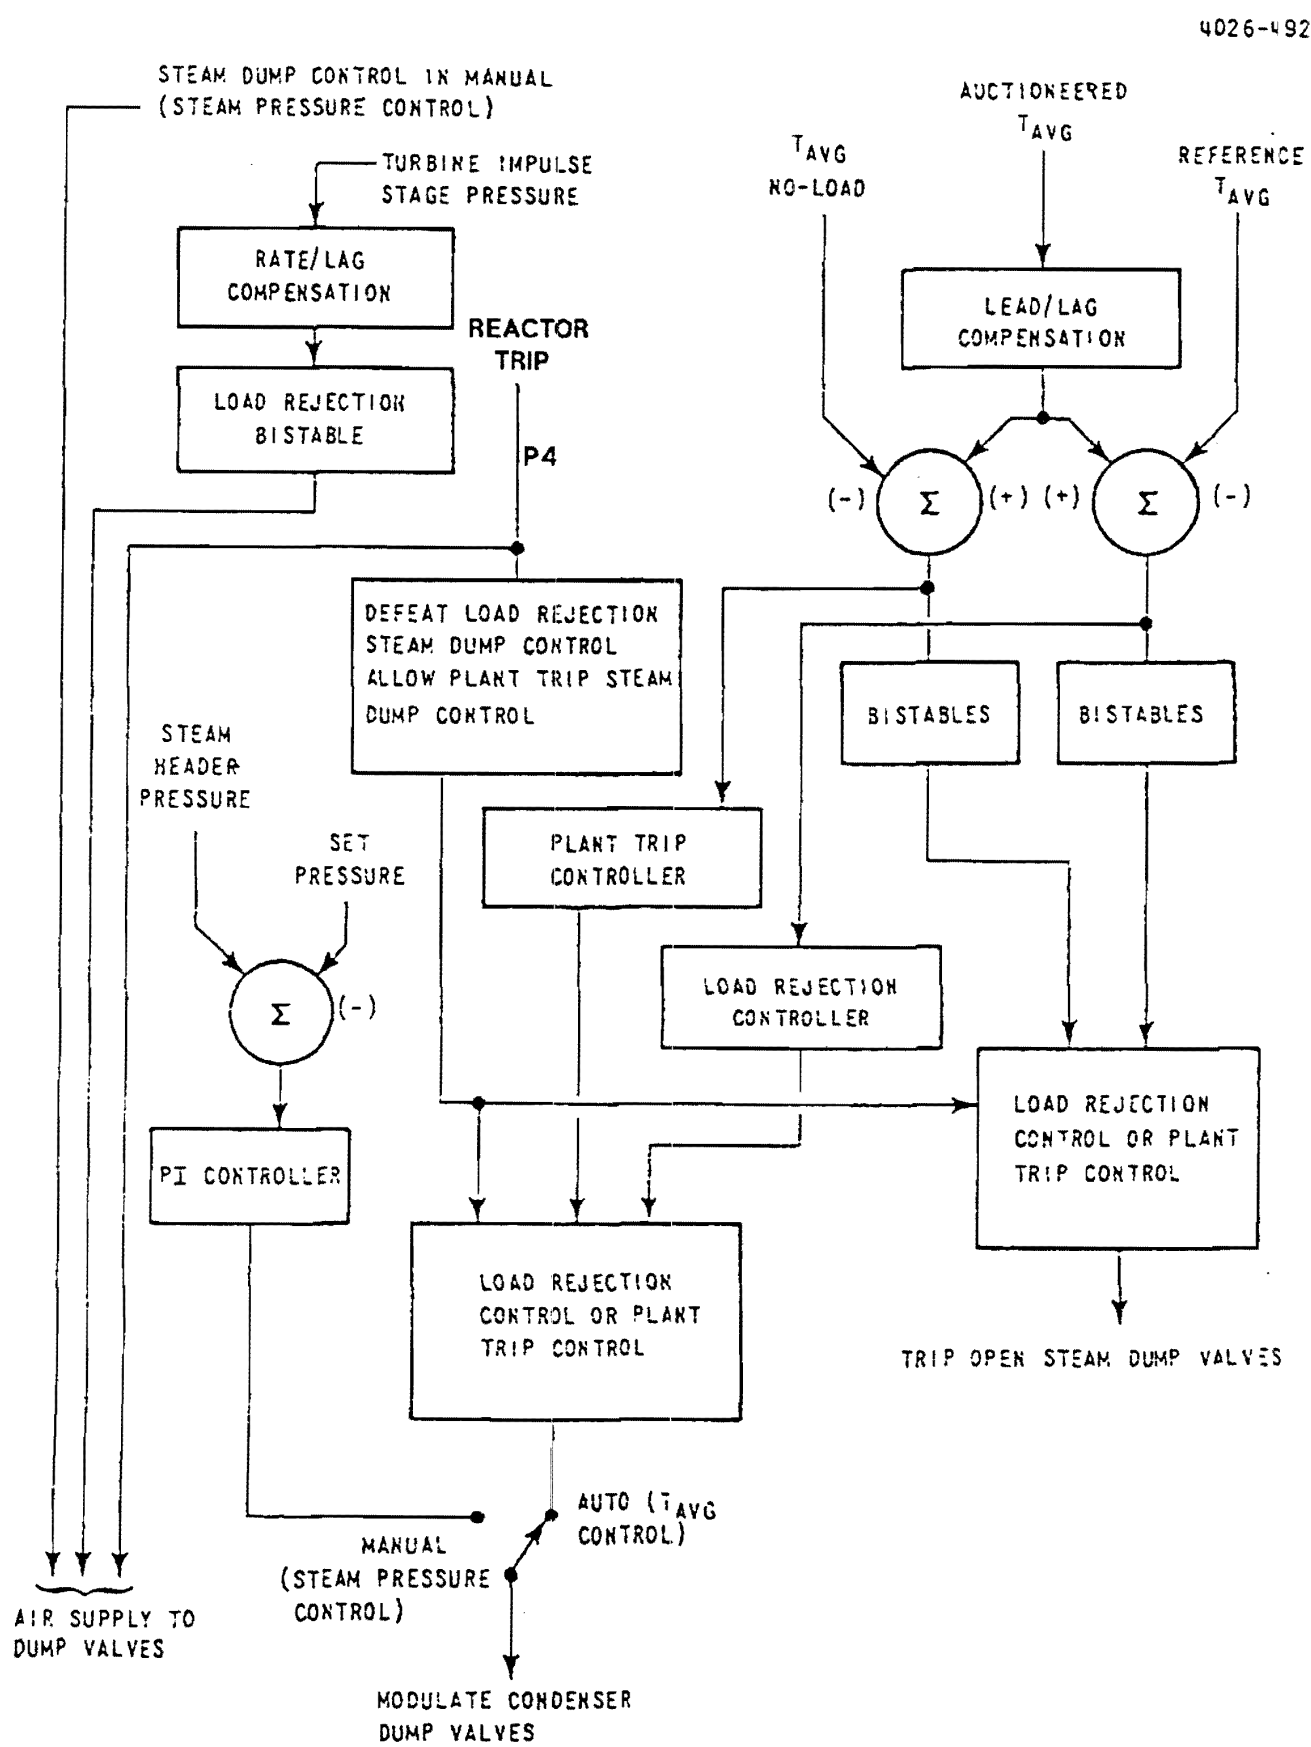 4026-492
STEAM DUMP CONTROL IN MANUAL
(STEAM PRESSURE CONTROL)
AUCTIONEERED
TAVG
TAVG
NO-LOAD
REFERENCE
TAVG
TURBINE IMPULSE
STAGE PRESSURE
RATE/LAG
COMPENSATION
LEAD/LAG
COMPENSATION
REACTOR
TRIP
LOAD REJECTION
BISTABLE
P4
(-)
Σ
(+)
(+)
Σ
(-)
DEFEAT LOAD REJECTION
STEAM DUMP CONTROL
ALLOW PLANT TRIP STEAM
DUMP CONTROL
BISTABLES
BISTABLES
STEAM
HEADER
PRESSURE
SET
PRESSURE
PLANT TRIP
CONTROLLER
LOAD REJECTION
CONTROLLER
Σ
(-)
LOAD REJECTION
CONTROL OR PLANT
TRIP CONTROL
PI CONTROLLER
LOAD REJECTION
CONTROL OR PLANT
TRIP CONTROL
TRIP OPEN STEAM DUMP VALVES
AUTO (TAVG
CONTROL)
MANUAL
(STEAM PRESSURE
CONTROL)
AIR SUPPLY TO
DUMP VALVES
MODULATE CONDENSER
DUMP VALVES